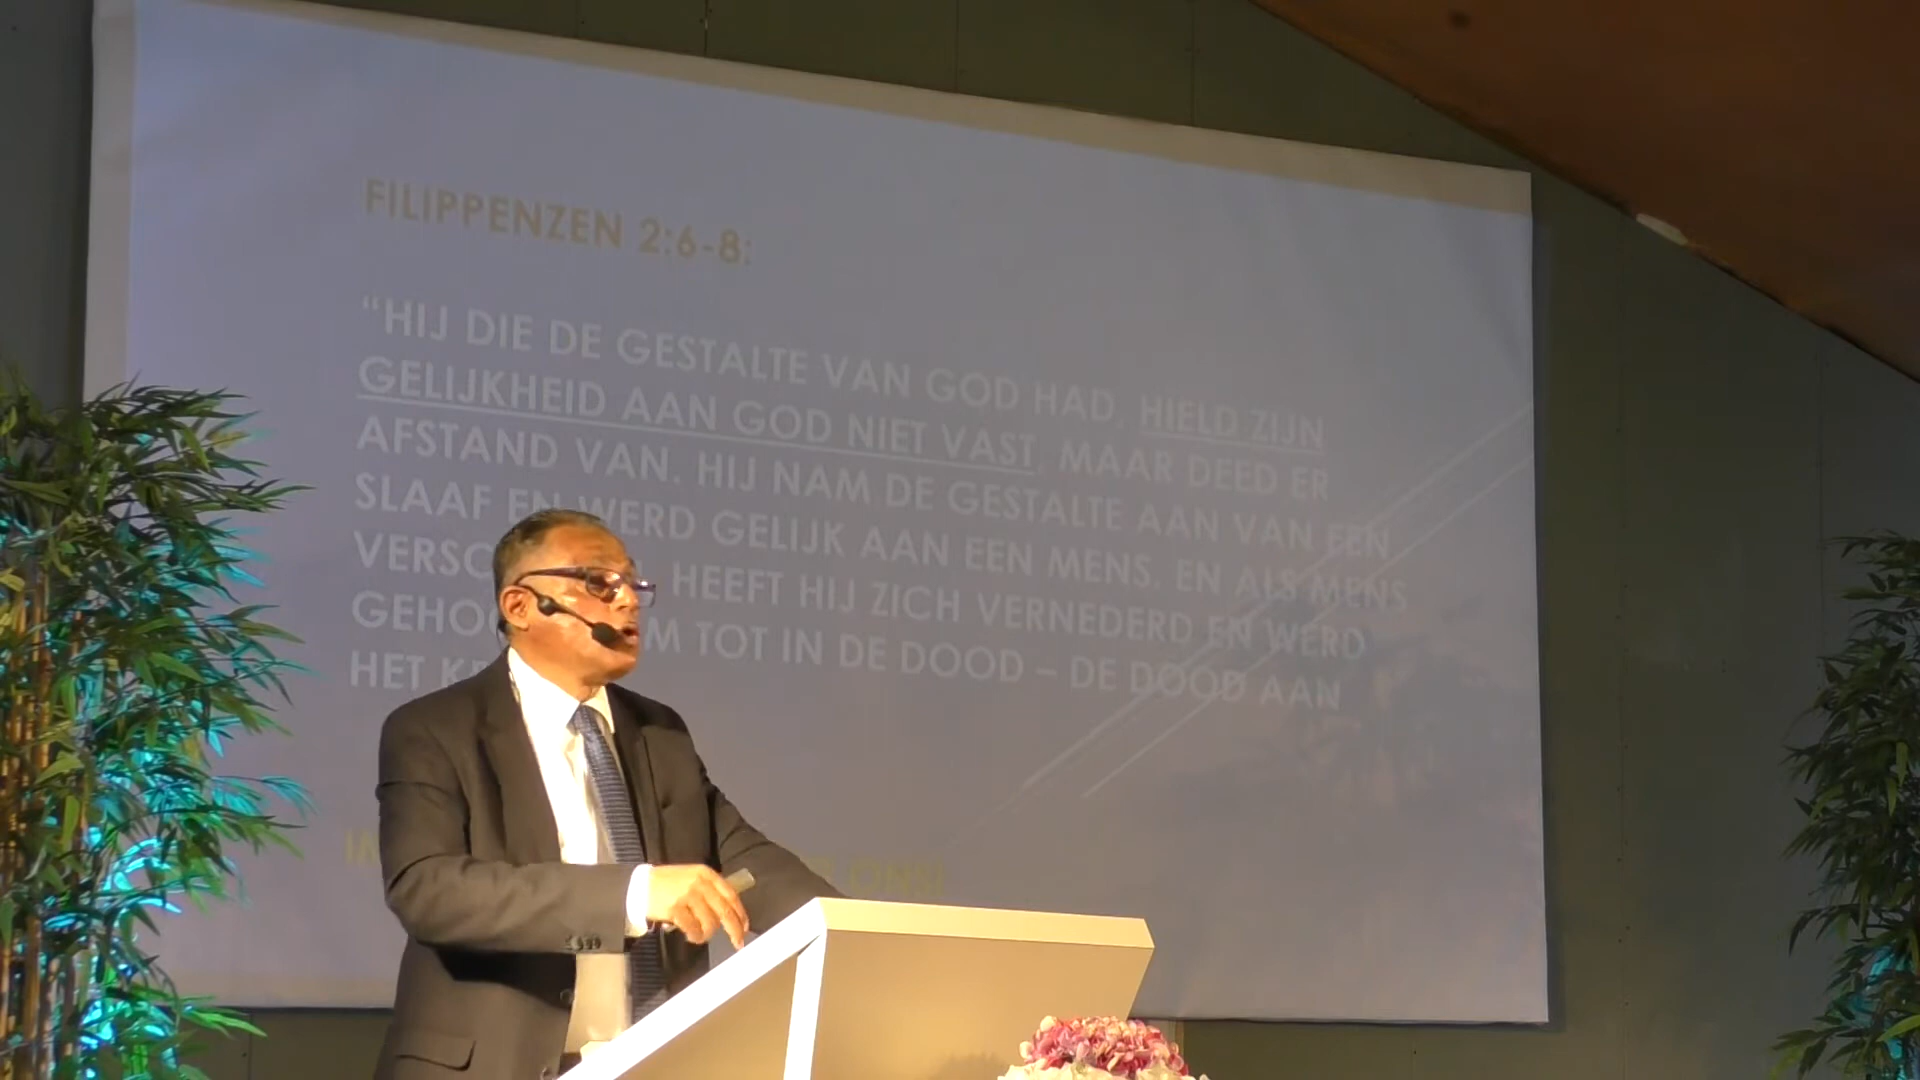 FILIPPENZEN 2:6-8:
“HIJ DIE DE GESTALTE VAN GOD HAD, HIELD ZIJN
GELIJKHEID AAN GOD NIET VAST, MAAR DEED ER
AFSTAND VAN. HIJ NAM DE GESTALTE AAN VAN EEN
SLAAF EN WERD GELIJK AAN EEN MENS. EN ALS MENS
HEEFT HIJ ZICH VERNEDERD EN WERD
TOT IN DE DOOD – DE DOOD AAN
HET